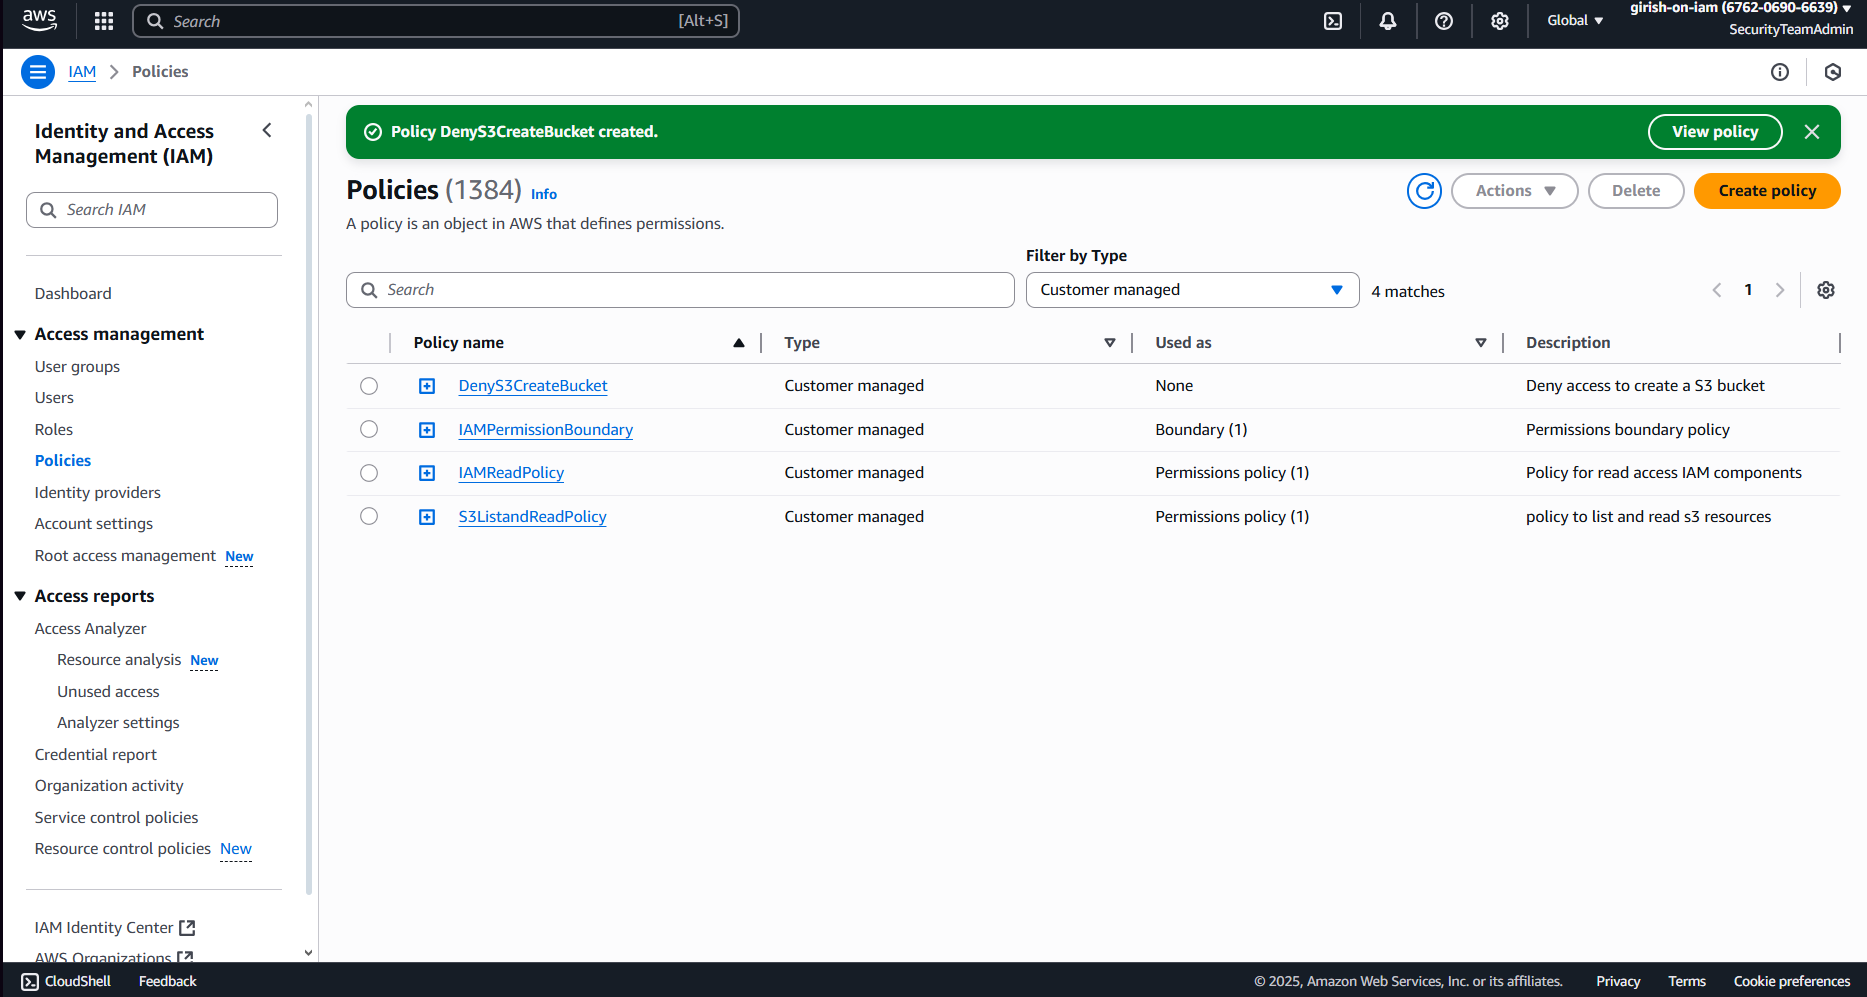 aws
Search [Alt+S]
Global
girish-on-iam (6762-0690-6639)
SecurityTeamAdmin
IAM > Policies
Identity and Access
Management (IAM)
Search IAM
Dashboard
Access management
User groups
Users
Roles
Policies
Identity providers
Account settings
Root access management New
Access reports
Access Analyzer
Resource analysis New
Unused access
Analyzer settings
Credential report
Organization activity
Service control policies
Resource control policies New
IAM Identity Center
AWS Organizations
Policy DenyS3CreateBucket created.
View policy
Policies (1384) Info
A policy is an object in AWS that defines permissions.
Actions
Delete
Create policy
Filter by Type
Search
Customer managed
4 matches
1
Policy name Type Used as Description
DenyS3CreateBucket Customer managed None Deny access to create a S3 bucket
IAMPermissionBoundary Customer managed Boundary (1) Permissions boundary policy
IAMReadPolicy Customer managed Permissions policy (1) Policy for read access IAM components
S3ListandReadPolicy Customer managed Permissions policy (1) policy to list and read s3 resources
CloudShell Feedback
© 2025, Amazon Web Services, Inc. or its affiliates. Privacy Terms Cookie preferences